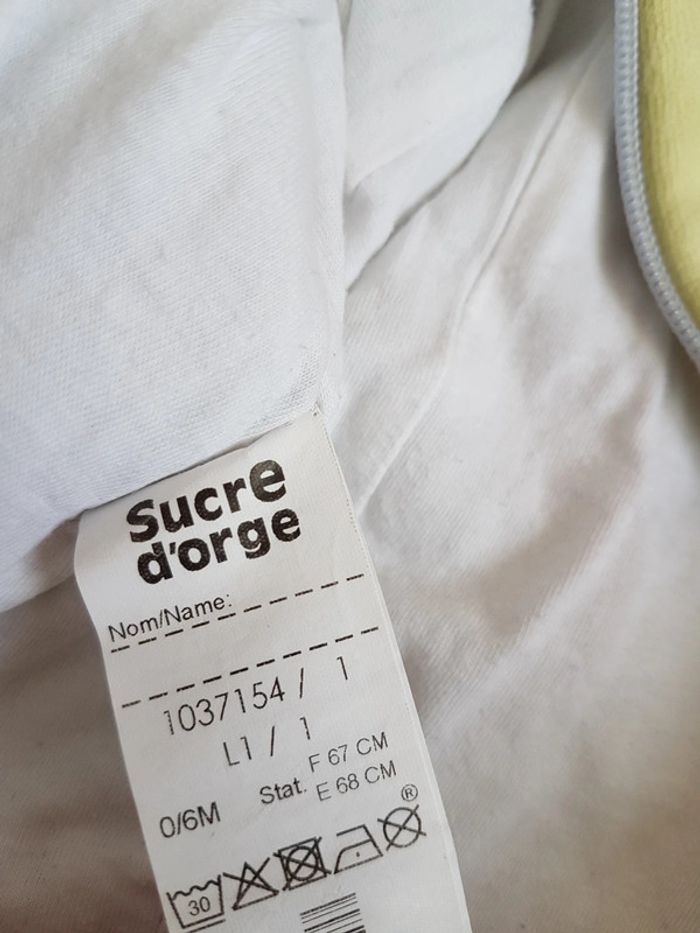 Sucre
d'orge
Nom/Name:
1037154 / 1
L1 / 1
F 67 CM
Stat. E 68 CM
0/6M
®
30